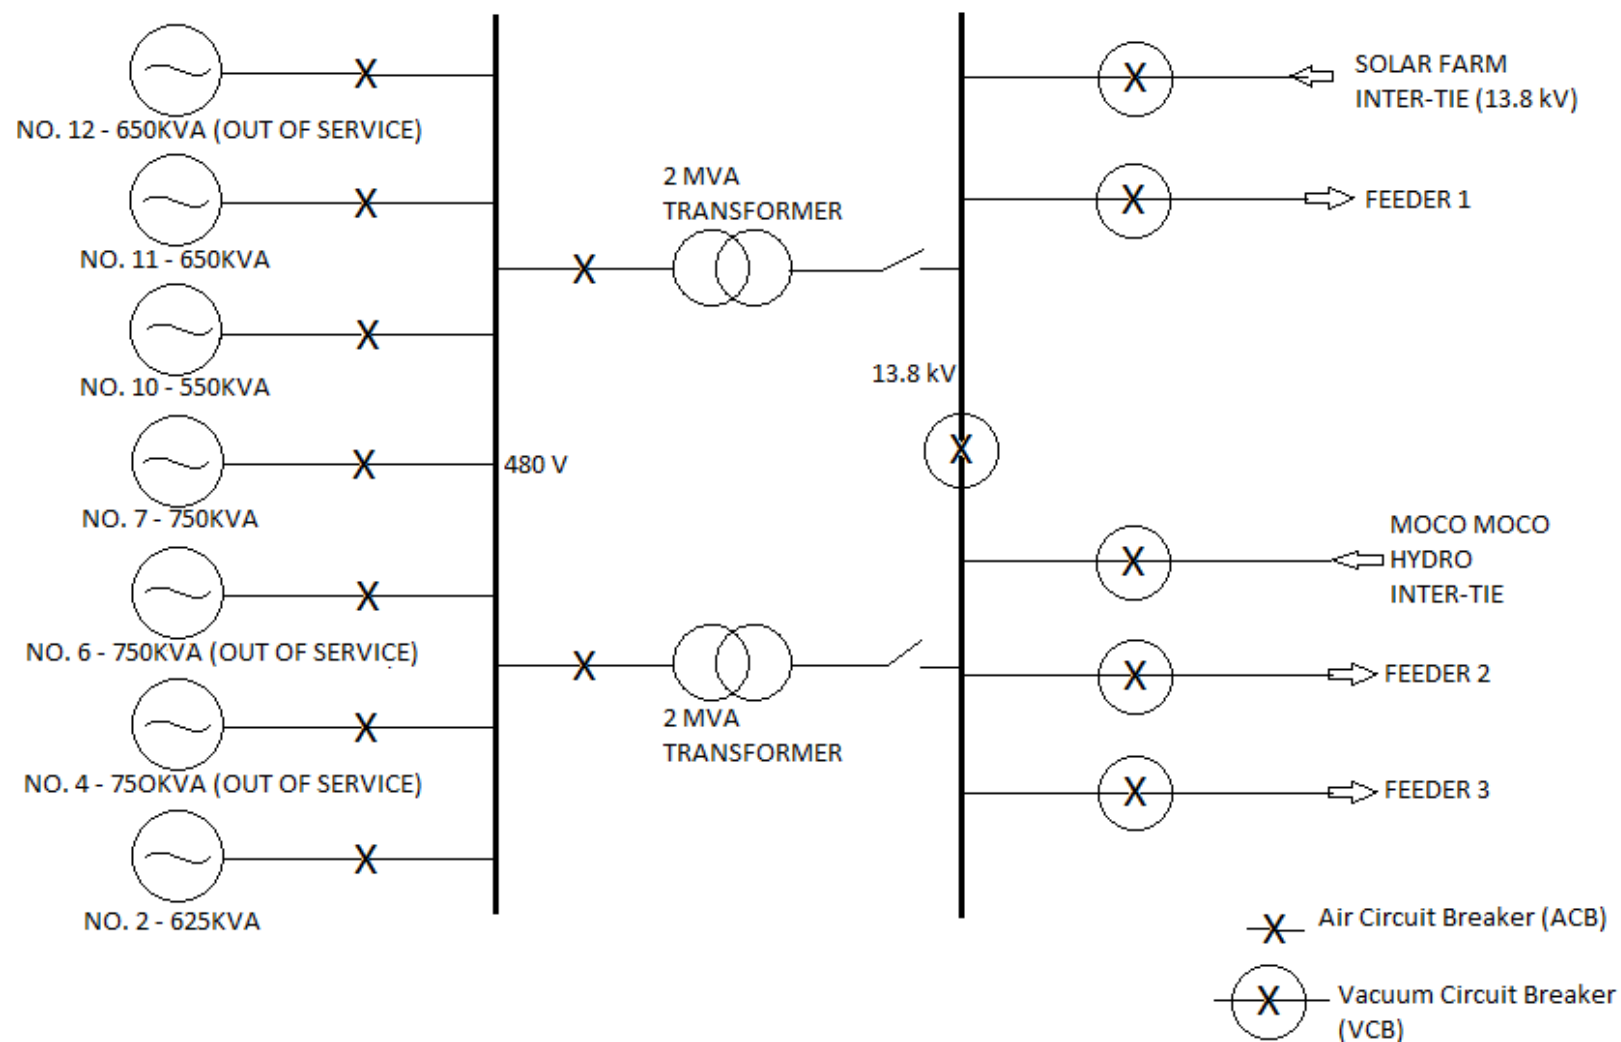 NO. 12 - 650KVA (OUT OF SERVICE)
NO. 11 - 650KVA
NO. 10 - 550KVA
NO. 7 - 750KVA
NO. 6 - 750KVA (OUT OF SERVICE)
NO. 4 - 750KVA (OUT OF SERVICE)
NO. 2 - 625KVA
480 V
2 MVA
TRANSFORMER
2 MVA
TRANSFORMER
13.8 kV
SOLAR FARM
INTER-TIE (13.8 kV)
FEEDER 1
MOCO MOCO
HYDRO
INTER-TIE
FEEDER 2
FEEDER 3
Air Circuit Breaker (ACB)
Vacuum Circuit Breaker
(VCB)